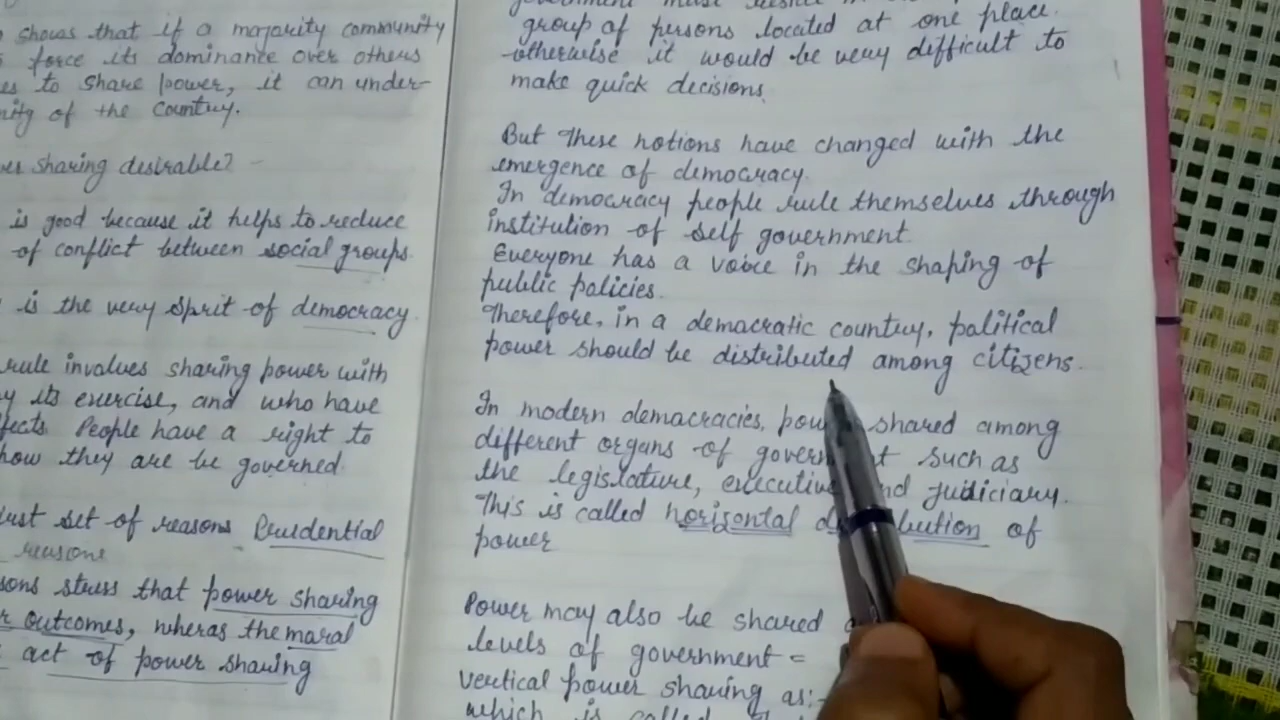 shows that if a majority community
force its dominance over others
to share power, it can under-
of the country.
sharing desirable?
is good because it helps to reduce
of conflict between social groups.
is the very sprit of democracy.
rule involves sharing power with
its exercise, and who have
People have a right to
how they are be governed.
set of reasons Prudential
reasons
stress that power sharing
outcomes, wheras the moral
act of power sharing
group of persons located at one place.
otherwise it would be very difficult to
make quick decisions.
But these notions have changed with the
emergence of democracy.
In democracy people rule themselves through
institution of self government.
Everyone has a voice in the shaping of
public policies.
Therefore, in a democratic country, political
power should be distributed among citizens.
In modern democracies, shared among
different organs of such as
the legislature, executive judiciary.
This is called horizontal of
power
Power may also be shared
levels of government =
vertical power sharing as:-
which is called